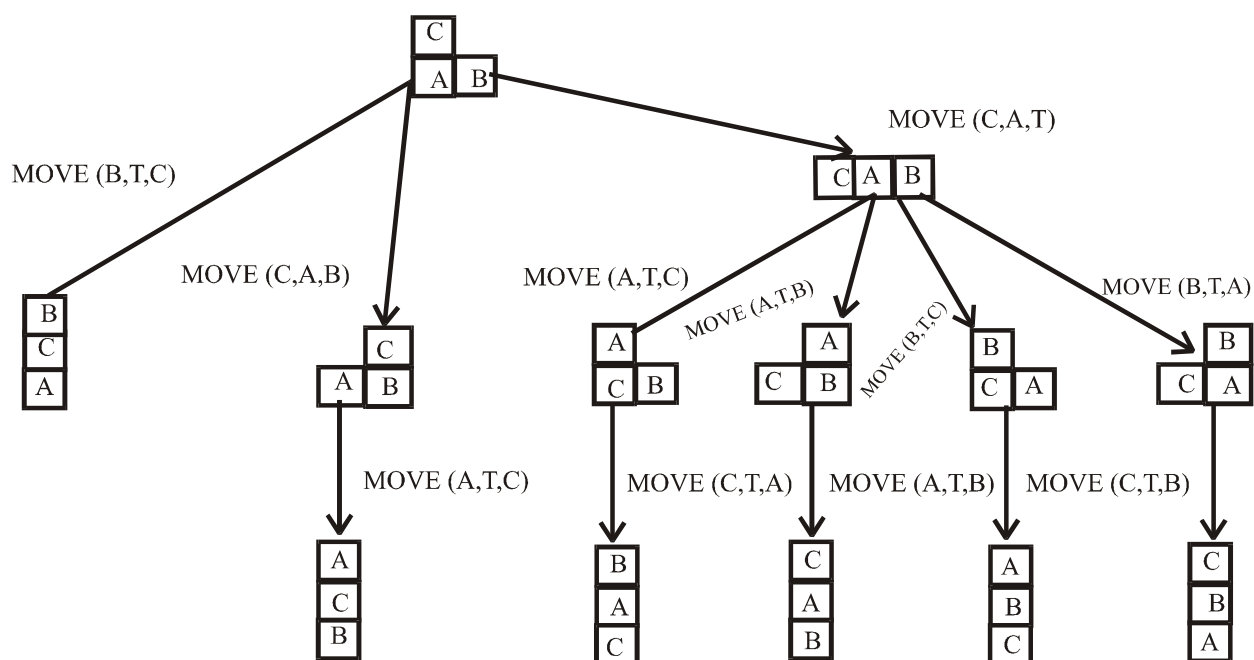 C
A B
MOVE (C,A,T)
C A B
MOVE (B,T,C)
MOVE (C,A,B)
MOVE (A,T,C)
MOVE (A,T,B)
MOVE (B,T,C)
MOVE (B,T,A)
B
C
A
C
A B
A
C B
A
C B
B
C A
B
C A
MOVE (A,T,C)
MOVE (C,T,A)
MOVE (A,T,B)
MOVE (C,T,B)
A
C
B
B
A
C
C
A
B
A
B
C
C
B
A